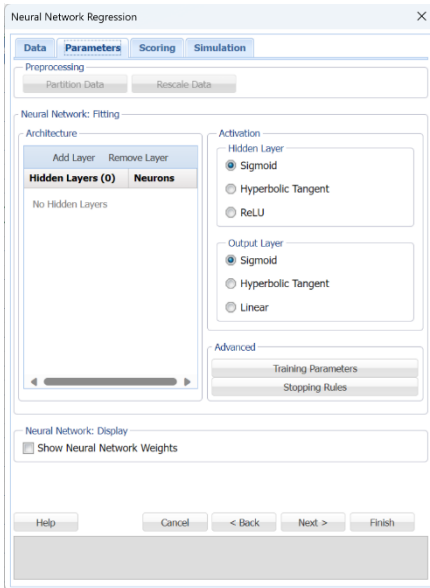 Neural Network Regression
Data Parameters Scoring Simulation
Preprocessing
Partition Data Rescale Data
Neural Network: Fitting
Architecture
Add Layer Remove Layer
Hidden Layers (0) Neurons
No Hidden Layers
Activation
Hidden Layer
Sigmoid
Hyperbolic Tangent
ReLU
Output Layer
Sigmoid
Hyperbolic Tangent
Linear
Advanced
Training Parameters
Stopping Rules
Neural Network: Display
Show Neural Network Weights
Help Cancel < Back Next > Finish